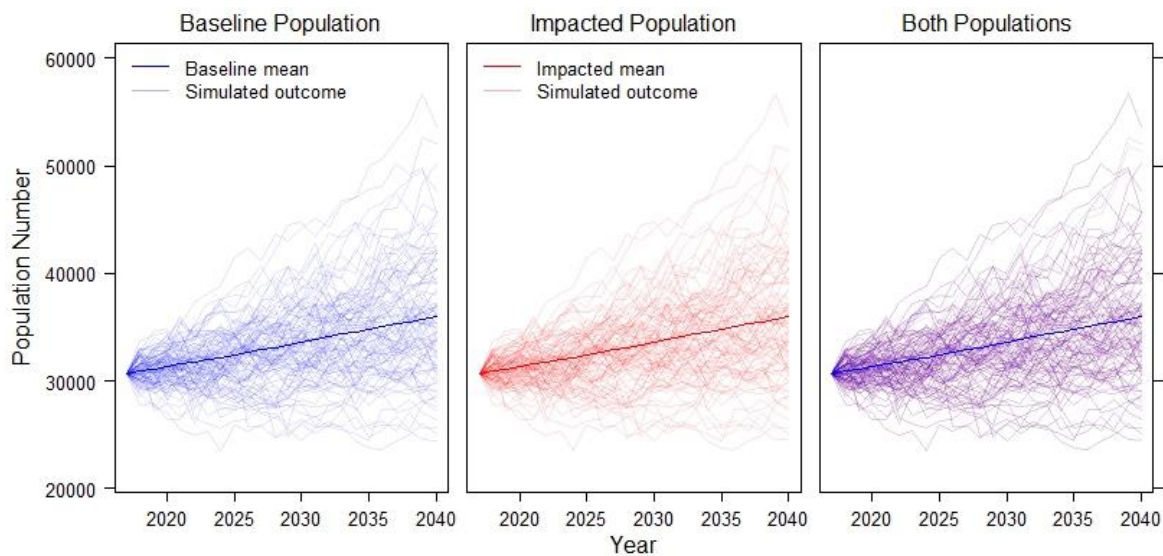 Baseline Population Impacted Population Both Populations
Population Number
60000
50000
40000
30000
20000
Baseline mean
Simulated outcome
Impacted mean
Simulated outcome
2020 2025 2030 2035 2040 2020 2025 2030 2035 2040 2020 2025 2030 2035 2040
Year